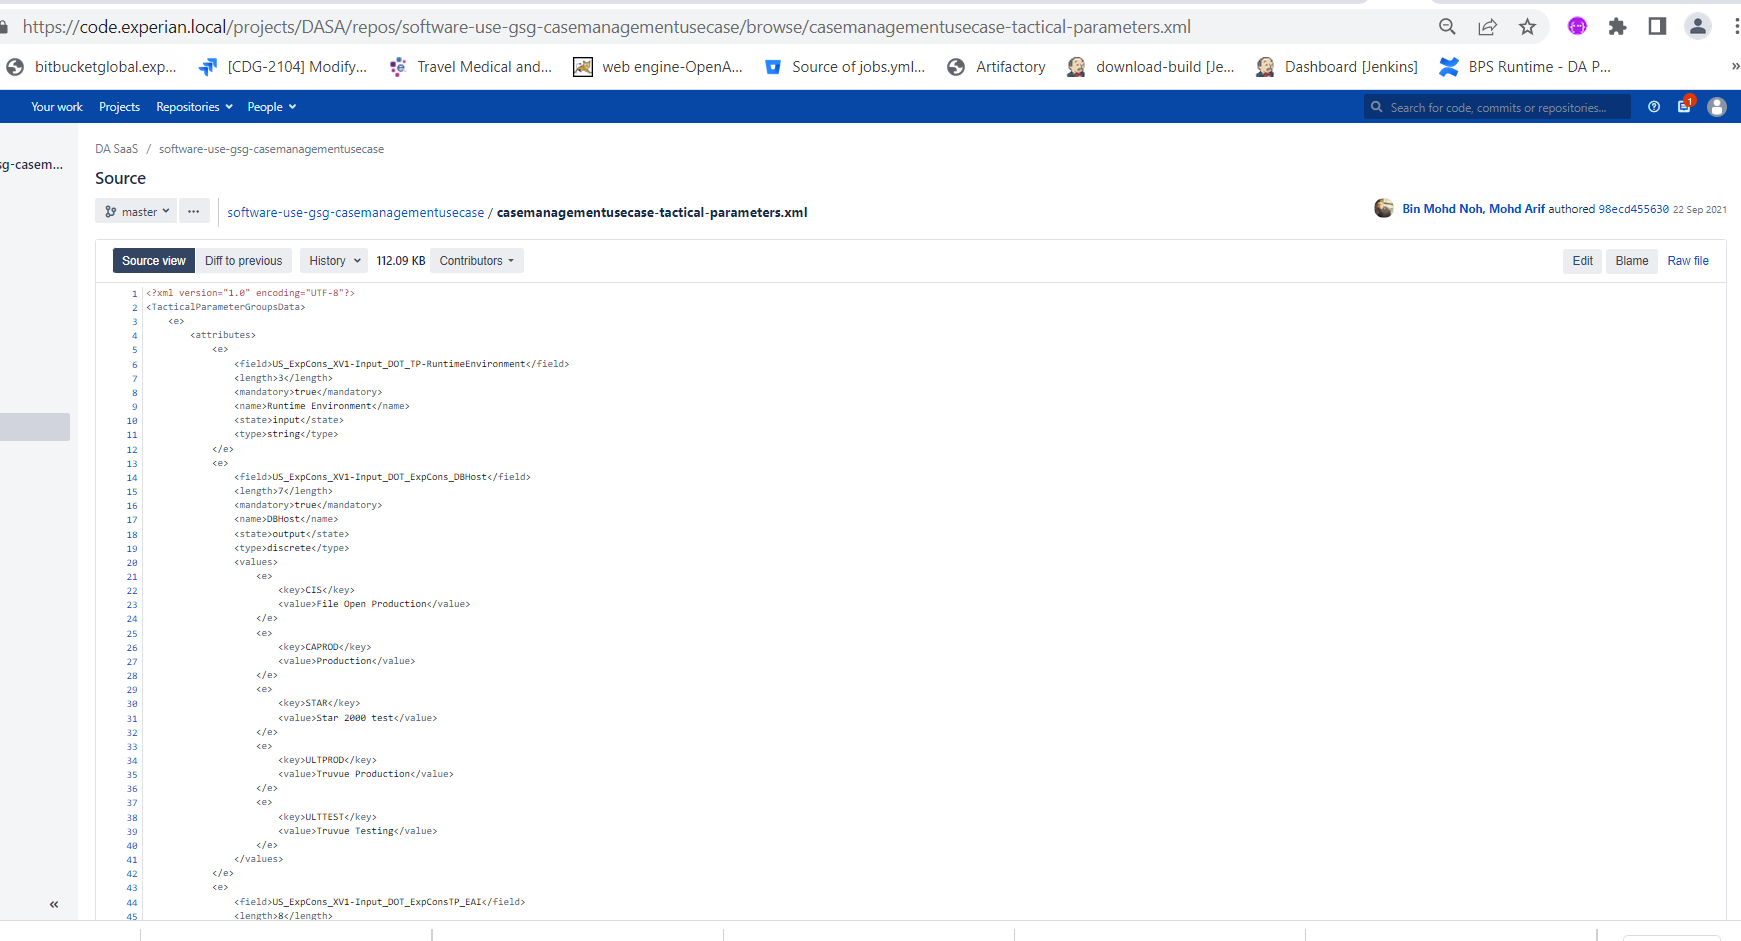 https://code.experian.local/projects/DASA/repos/software-use-gsg-casemanagementusecase/browse/casemanagementusecase-tactical-parameters.xml
bitbucketglobal.exp... [CDG-2104] Modify,... Travel Medical and... web engine-OpenA... Source of jobs.yml... Artifactory download-build [Je... Dashboard [Jenkins] BPS Runtime - DA P... »
Your work Projects Repositories People Search for code, commits or repositories... 1
sg-casem...
DA SaaS / software-use-gsg-casemanagementusecase
Source
master ... software-use-gsg-casemanagementusecase / casemanagementusecase-tactical-parameters.xml
Bin Mohd Noh, Mohd Arif authored 98ecd455630 22 Sep 2021
Source view Diff to previous History 112.09 KB Contributors Edit Blame Raw file
1 <?xml version="1.0" encoding="UTF-8"?>
2 <TacticalParameterGroupsData>
3 <e>
4 <attributes>
5 <e>
6 <field>US_ExpCons_XV1-Input_DOT_TP-RuntimeEnvironment</field>
7 <length>3</length>
8 <mandatory>true</mandatory>
9 <name>Runtime Environment</name>
10 <state>input</state>
11 <type>string</type>
12 </e>
13 <e>
14 <field>US_ExpCons_XV1-Input_DOT_ExpCons_DBHost</field>
15 <length>7</length>
16 <mandatory>true</mandatory>
17 <name>DBHost</name>
18 <state>output</state>
19 <type>discrete</type>
20 <values>
21 <e>
22 <key>CIS</key>
23 <value>File Open Production</value>
24 </e>
25 <e>
26 <key>CAPROD</key>
27 <value>Production</value>
28 </e>
29 <e>
30 <key>STAR</key>
31 <value>Star 2000 test</value>
32 </e>
33 <e>
34 <key>ULTPROD</key>
35 <value>Truvue Production</value>
36 </e>
37 <e>
38 <key>ULTTEST</key>
39 <value>Truvue Testing</value>
40 </e>
41 </values>
42 </e>
43 <e>
44 <field>US_ExpCons_XV1-Input_DOT_ExpConsTP_EAI</field>
45 <length>8</length>
«